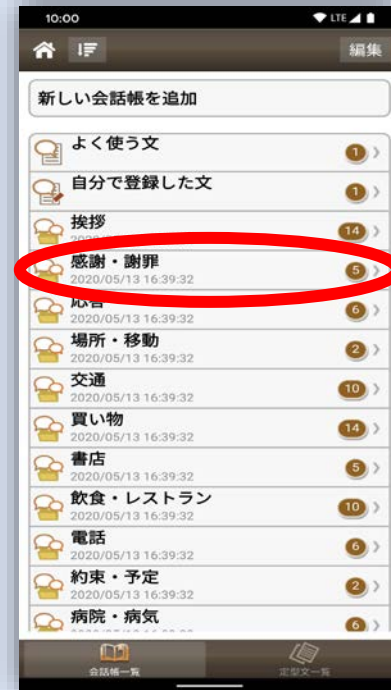 10:00
LTE
編集
新しい会話帳を追加
よく使う文
1
自分で登録した文
1
挨拶
14
感謝・謝罪
5
2020/05/13 16:39:32
応答
6
2020/05/13 16:39:32
場所・移動
2
2020/05/13 16:39:32
交通
10
2020/05/13 16:39:32
買い物
14
2020/05/13 16:39:32
書店
5
2020/05/13 16:39:32
飲食・レストラン
10
2020/05/13 16:39:32
電話
6
2020/05/13 16:39:32
約束・予定
2
2020/05/13 16:39:32
病院・病気
6
会話帳一覧
定型文一覧